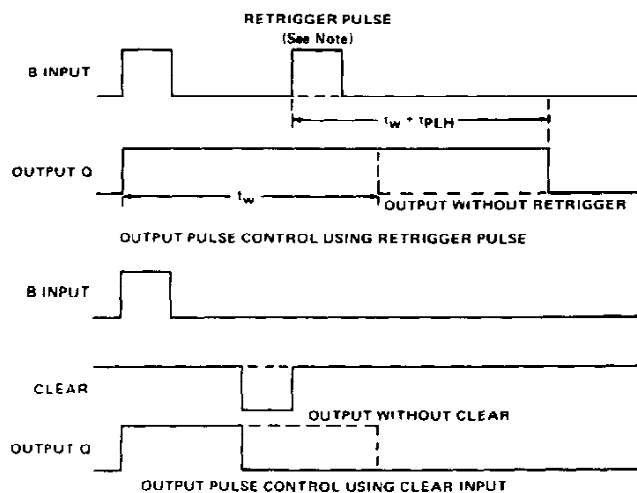 RETRIGGER PULSE
(See Note)
B INPUT
tw + tPLH
OUTPUT Q
tw
OUTPUT WITHOUT RETRIGGER
OUTPUT PULSE CONTROL USING RETRIGGER PULSE
B INPUT
CLEAR
OUTPUT WITHOUT CLEAR
OUTPUT Q
OUTPUT PULSE CONTROL USING CLEAR INPUT